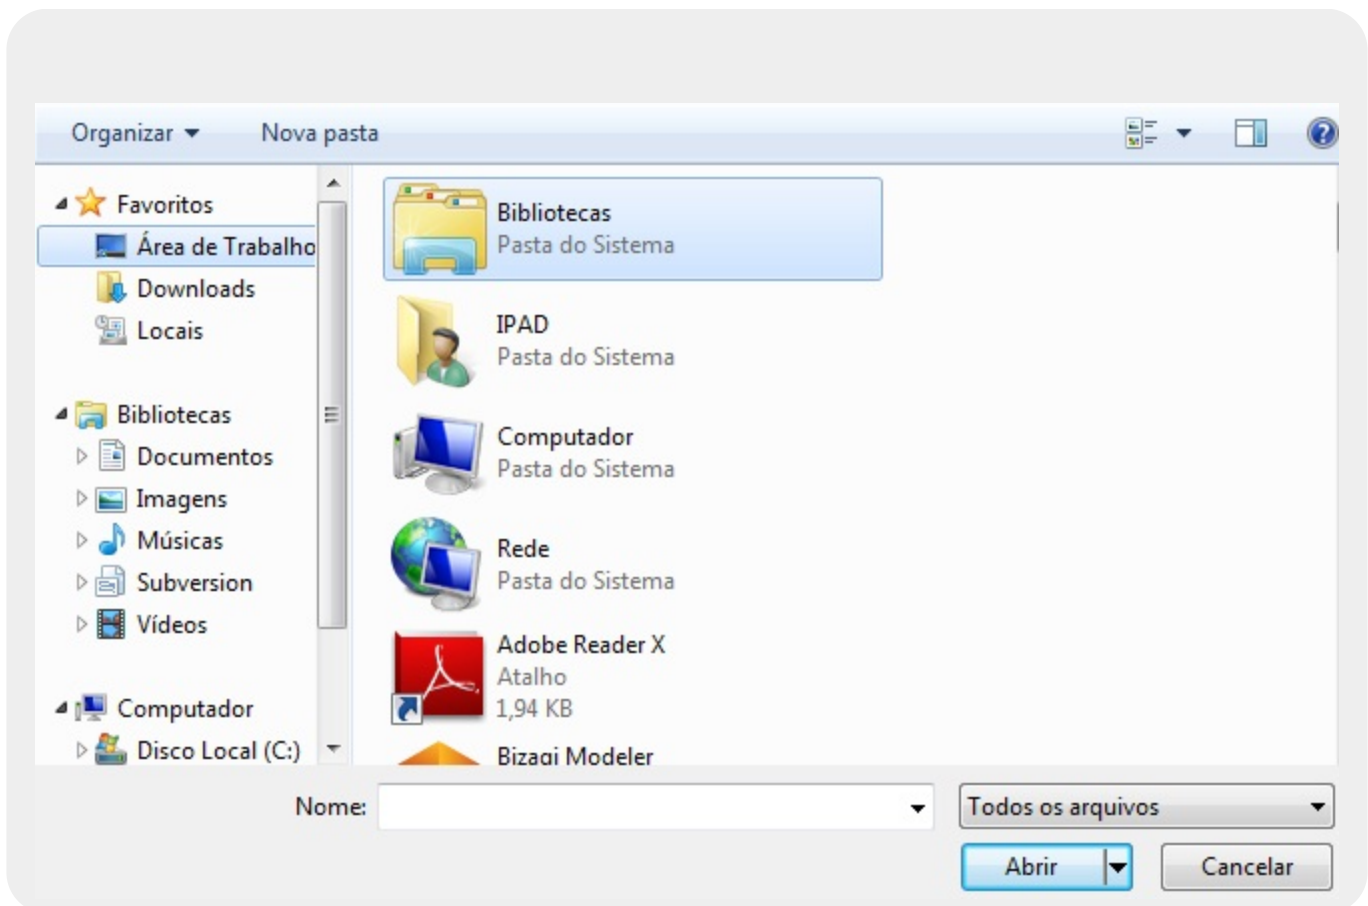 Organizar
Nova pasta
Favoritos
Área de Trabalho
Downloads
Locais
Bibliotecas
Documentos
Imagens
Músicas
Subversion
Vídeos
Computador
Disco Local (C:)
Bibliotecas
Pasta do Sistema
IPAD
Pasta do Sistema
Computador
Pasta do Sistema
Rede
Pasta do Sistema
Adobe Reader X
Atalho
1,94 KB
Bizagi Modeler
Nome:
Todos os arquivos
Abrir
Cancelar